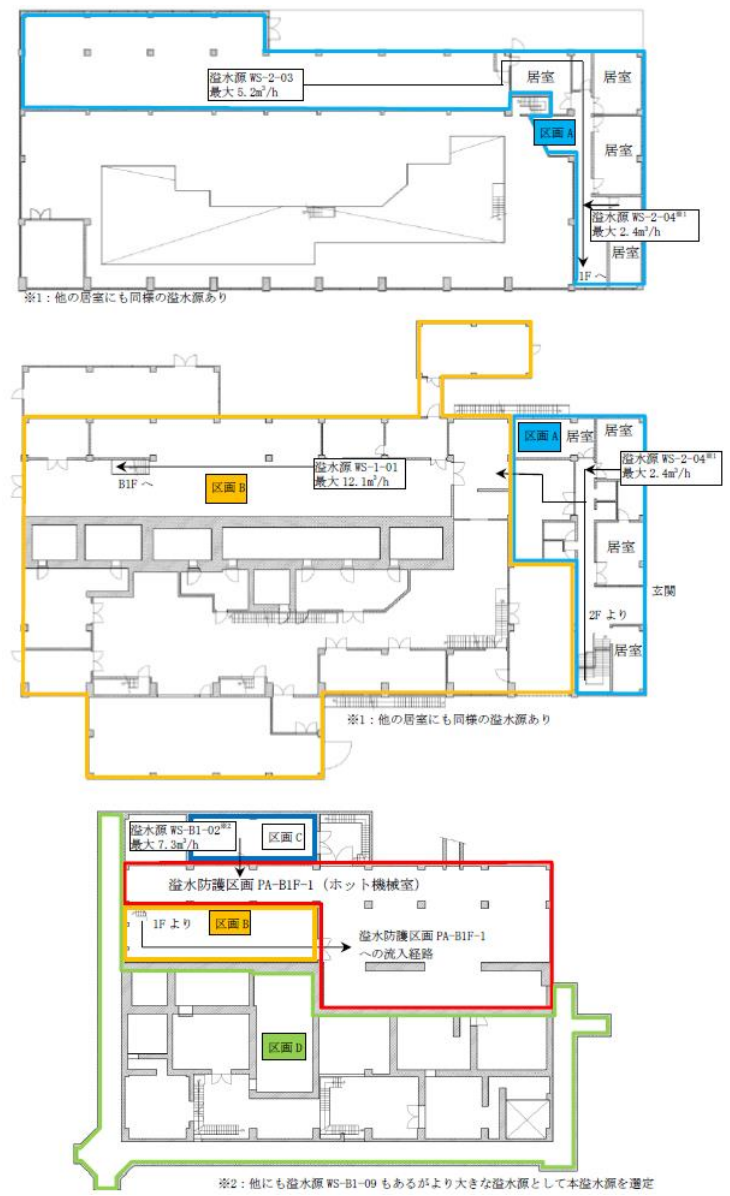 溢水源 WS-2-03
最大 5.2m³/h
居室
居室
区画 A
居室
溢水源 WS-2-04※1
最大 2.4m³/h
居室
1F へ
※1：他の居室にも同様の溢水源あり
区画 A
居室
居室
溢水源 WS-1-01
最大 12.1m³/h
溢水源 WS-2-04※1
最大 2.4m³/h
B1F へ
区画 B
居室
玄関
2F より
居室
※1：他の居室にも同様の溢水源あり
溢水源 WS-B1-02※2
最大 7.3m³/h
区画 C
溢水防護区画 PA-B1F-1（ホット機械室）
1F より
区画 B
溢水防護区画 PA-B1F-1
への流入経路
区画 D
※2：他にも溢水源 WS-B1-09 もあるがより大きな溢水源として本溢水源を選定